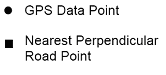 GPS Data Point
Nearest Perpendicular
Road Point